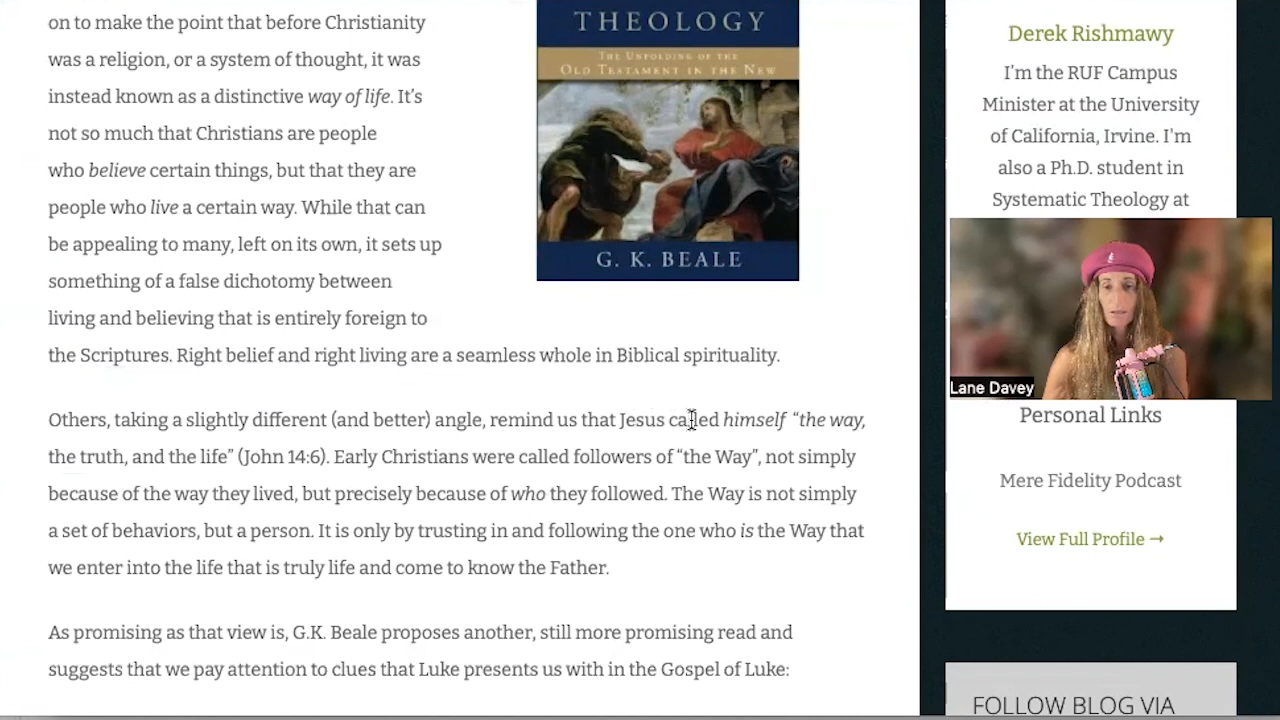 on to make the point that before Christianity
was a religion, or a system of thought, it was
instead known as a distinctive way of life. It’s
not so much that Christians are people
who believe certain things, but that they are
people who live a certain way. While that can
be appealing to many, left on its own, it sets up
something of a false dichotomy between
living and believing that is entirely foreign to
the Scriptures. Right belief and right living are a seamless whole in Biblical spirituality.
Others, taking a slightly different (and better) angle, remind us that Jesus called himself “the way,
the truth, and the life” (John 14:6). Early Christians were called followers of “the Way”, not simply
because of the way they lived, but precisely because of who they followed. The Way is not simply
a set of behaviors, but a person. It is only by trusting in and following the one who is the Way that
we enter into the life that is truly life and come to know the Father.
As promising as that view is, G.K. Beale proposes another, still more promising read and
suggests that we pay attention to clues that Luke presents us with in the Gospel of Luke:
THEOLOGY
THE UNFOLDING OF THE
OLD TESTAMENT IN THE NEW
G. K. BEALE
Derek Rishmawy
I’m the RUF Campus
Minister at the University
of California, Irvine. I'm
also a Ph.D. student in
Systematic Theology at
Lane Davey
Personal Links
Mere Fidelity Podcast
View Full Profile →
FOLLOW BLOG VIA